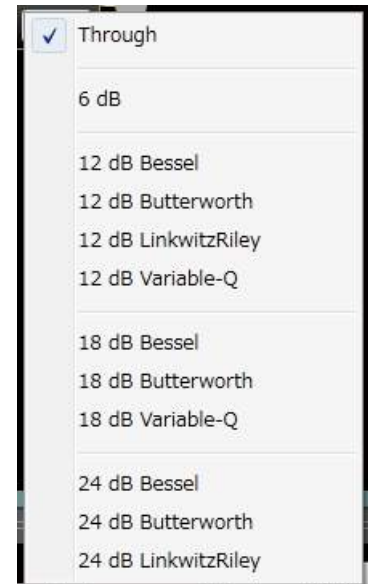 Through
6 dB
12 dB Bessel
12 dB Butterworth
12 dB LinkwitzRiley
12 dB Variable-Q
18 dB Bessel
18 dB Butterworth
18 dB Variable-Q
24 dB Bessel
24 dB Butterworth
24 dB LinkwitzRiley